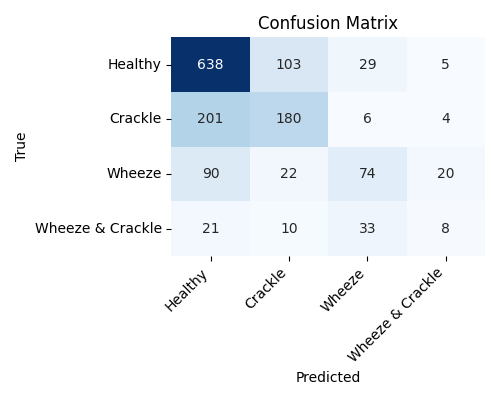 Confusion Matrix
True
Healthy 638 103 29 5
Crackle 201 180 6 4
Wheeze 90 22 74 20
Wheeze & Crackle 21 10 33 8
Healthy Crackle Wheeze Wheeze & Crackle
Predicted